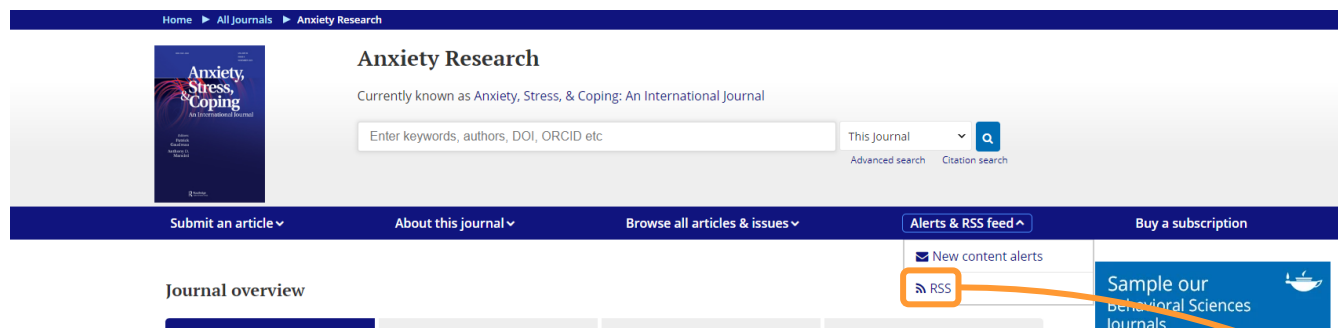 Home ▶ All Journals ▶ Anxiety Research
Anxiety,
Stress,
&Coping
An International Journal
Anxiety Research
Currently known as Anxiety, Stress, & Coping: An International Journal
Enter keywords, authors, DOI, ORCID etc
This Journal
Advanced search Citation search
Submit an article About this journal Browse all articles & issues Alerts & RSS feed Buy a subscription
New content alerts
RSS
Journal overview
Sample our
Behavioral Sciences
Journals